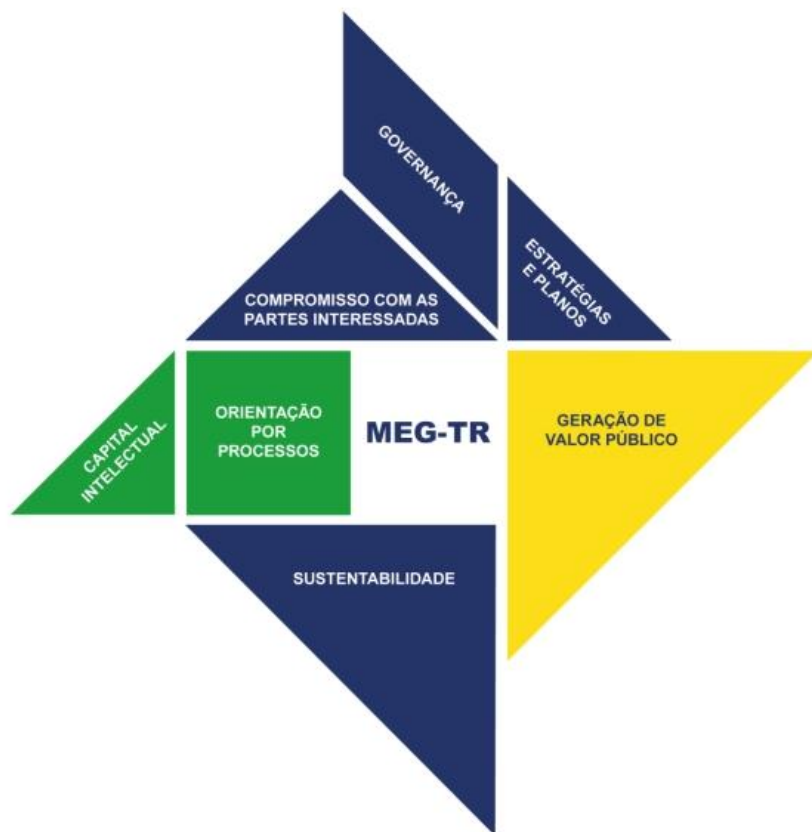 GOVERNANÇA
ESTRATÉGIAS
E PLANOS
COMPROMISSO COM AS
PARTES INTERESSADAS
CAPITAL
INTELECTUAL
ORIENTAÇÃO
POR
PROCESSOS
MEG-TR
GERAÇÃO DE
VALOR PÚBLICO
SUSTENTABILIDADE